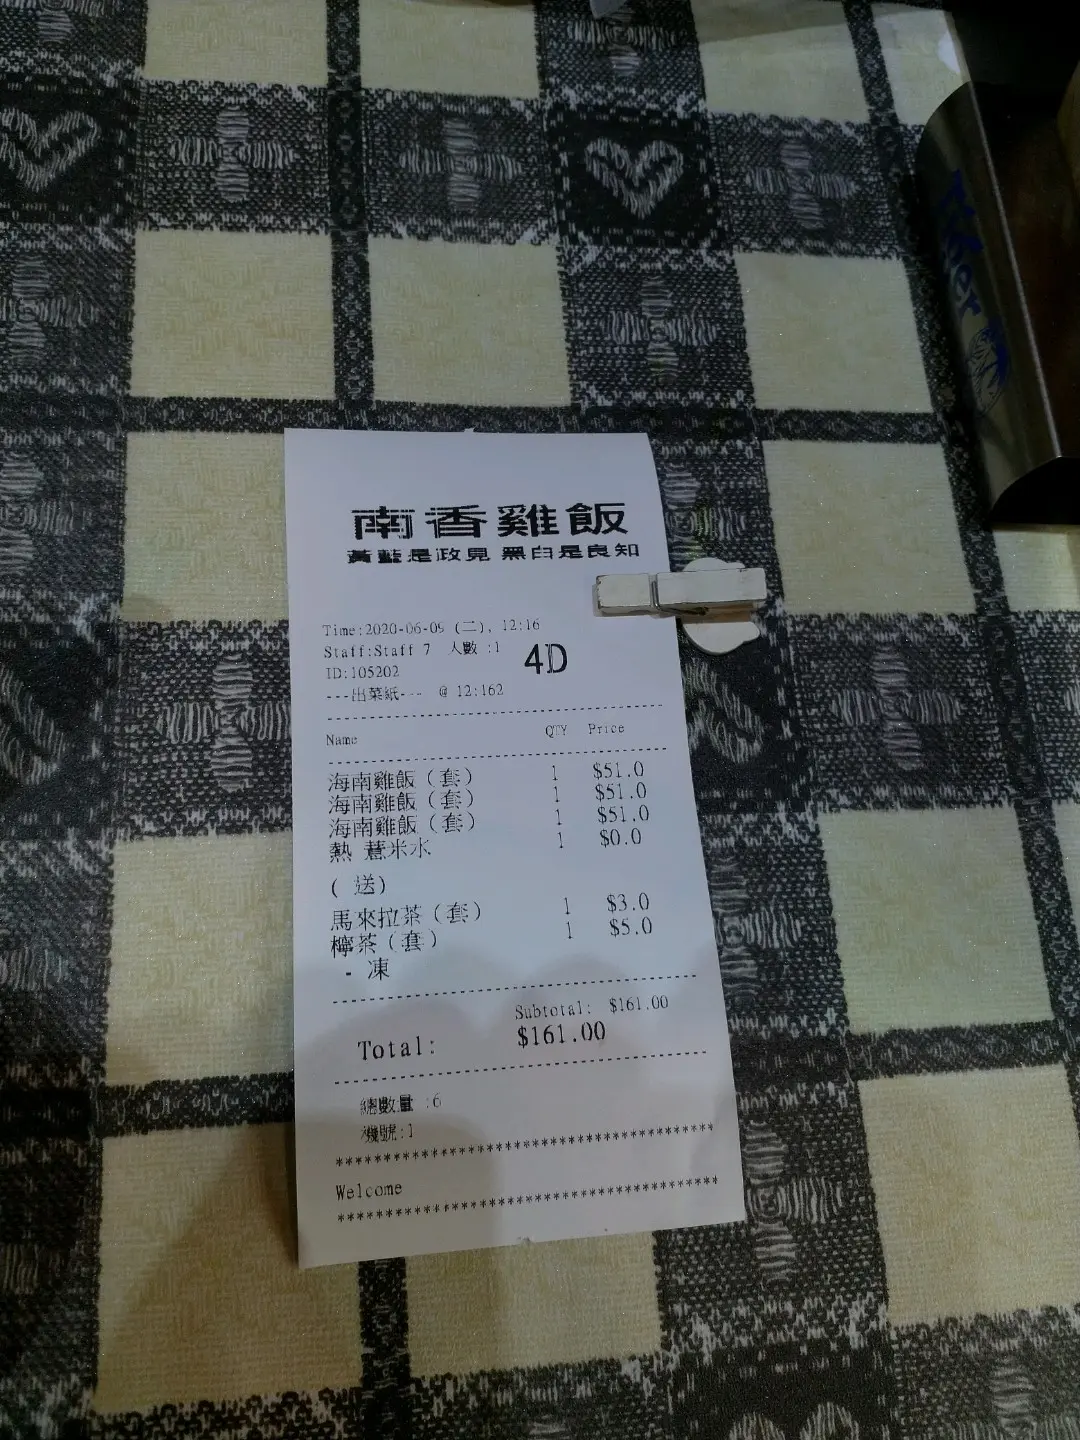 Tiger
南香雞飯
黃藍是政見 黑白是良知
Time:2020-06-09 (二), 12:16
Staff:Staff 7 人數 :1
4D
ID:105202
---出菜紙--- @ 12:162
Name QTY Price
海南雞飯（套） 1 $51.0
海南雞飯（套） 1 $51.0
海南雞飯（套） 1 $51.0
熱 薏米水 1 $0.0
( 送)
馬來拉茶（套） 1 $3.0
檸茶（套） 1 $5.0
- 凍
Subtotal: $161.00
Total: $161.00
總數量 :6
機號:1
************************************
Welcome
************************************